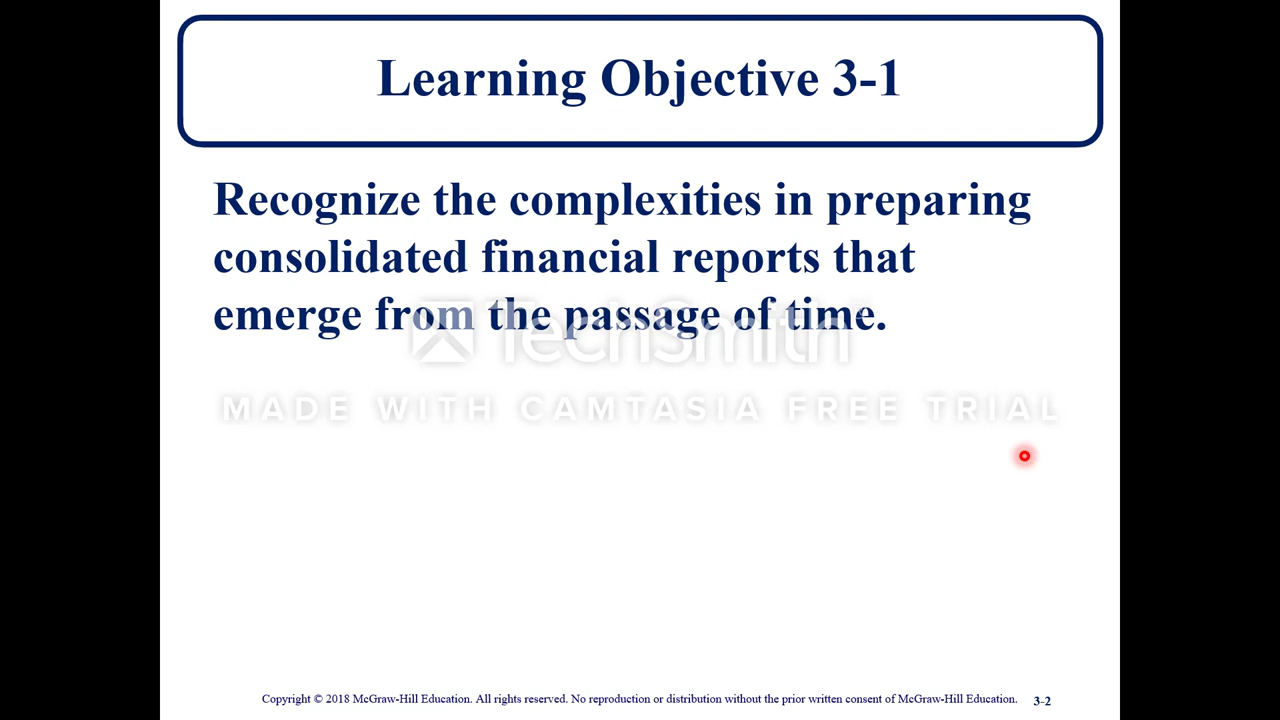 Learning Objective 3-1
Recognize the complexities in preparing
consolidated financial reports that
emerge from the passage of time.
TechSmith
MADE WITH CAMTASIA FREE TRIAL
Copyright © 2018 McGraw-Hill Education. All rights reserved. No reproduction or distribution without the prior written consent of McGraw-Hill Education. 3-2